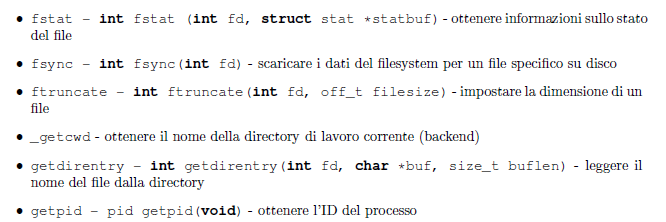 • fstat – int fstat (int fd, struct stat *statbuf) - ottenere informazioni sullo stato
del file
• fsync – int fsync(int fd) - scaricare i dati del filesystem per un file specifico su disco
• ftruncate – int ftruncate(int fd, off_t filesize) - impostare la dimensione di un
file
• _getcwd - ottenere il nome della directory di lavoro corrente (backend)
• getdirentry – int getdirentry(int fd, char *buf, size_t buflen) - leggere il
nome del file dalla directory
• getpid – pid getpid(void) - ottenere l'ID del processo